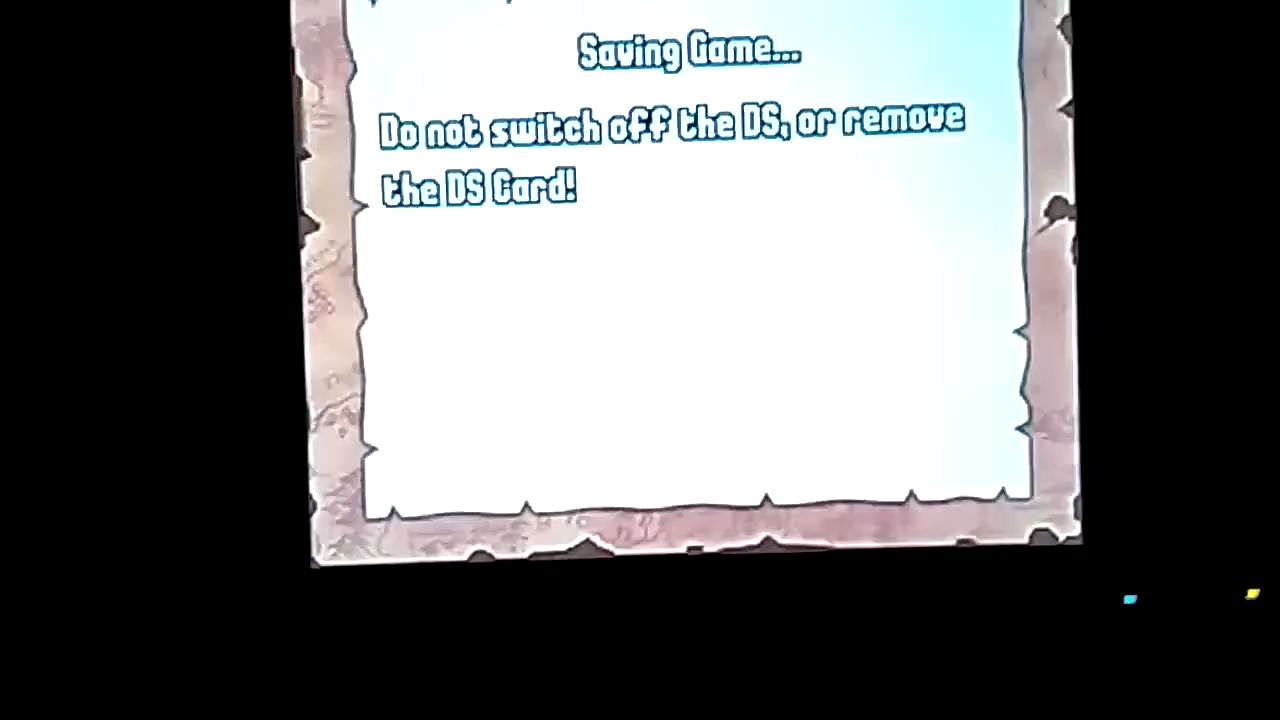 Saving Game...
Do not switch off the DS, or remove
the DS Card!